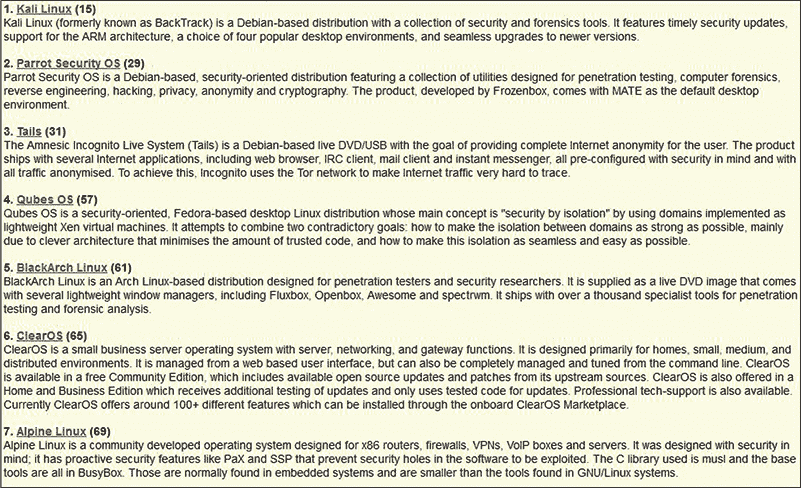 1. Kali Linux (15)
Kali Linux (formerly known as BackTrack) is a Debian-based distribution with a collection of security and forensics tools. It features timely security updates,
support for the ARM architecture, a choice of four popular desktop environments, and seamless upgrades to newer versions.
2. Parrot Security OS (29)
Parrot Security OS is a Debian-based, security-oriented distribution featuring a collection of utilities designed for penetration testing, computer forensics,
reverse engineering, hacking, privacy, anonymity and cryptography. The product, developed by Frozenbox, comes with MATE as the default desktop
environment.
3. Tails (31)
The Amnesic Incognito Live System (Tails) is a Debian-based live DVD/USB with the goal of providing complete Internet anonymity for the user. The product
ships with several Internet applications, including web browser, IRC client, mail client and instant messenger, all pre-configured with security in mind and with
all traffic anonymised. To achieve this, Incognito uses the Tor network to make Internet traffic very hard to trace.
4. Qubes OS (57)
Qubes OS is a security-oriented, Fedora-based desktop Linux distribution whose main concept is "security by isolation" by using domains implemented as
lightweight Xen virtual machines. It attempts to combine two contradictory goals: how to make the isolation between domains as strong as possible, mainly
due to clever architecture that minimises the amount of trusted code, and how to make this isolation as seamless and easy as possible.
5. BlackArch Linux (61)
BlackArch Linux is an Arch Linux-based distribution designed for penetration testers and security researchers. It is supplied as a live DVD image that comes
with several lightweight window managers, including Fluxbox, Openbox, Awesome and spectrwm. It ships with over a thousand specialist tools for penetration
testing and forensic analysis.
6. ClearOS (65)
ClearOS is a small business server operating system with server, networking, and gateway functions. It is designed primarily for homes, small, medium, and
distributed environments. It is managed from a web based user interface, but can also be completely managed and tuned from the command line. ClearOS
is available in a free Community Edition, which includes available open source updates and patches from its upstream sources. ClearOS is also offered in a
Home and Business Edition which receives additional testing of updates and only uses tested code for updates. Professional tech-support is also available.
Currently ClearOS offers around 100+ different features which can be installed through the onboard ClearOS Marketplace.
7. Alpine Linux (69)
Alpine Linux is a community developed operating system designed for x86 routers, firewalls, VPNs, VoIP boxes and servers. It was designed with security in
mind; it has proactive security features like PaX and SSP that prevent security holes in the software to be exploited. The C library used is musl and the base
tools are all in BusyBox. Those are normally found in embedded systems and are smaller than the tools found in GNU/Linux systems.